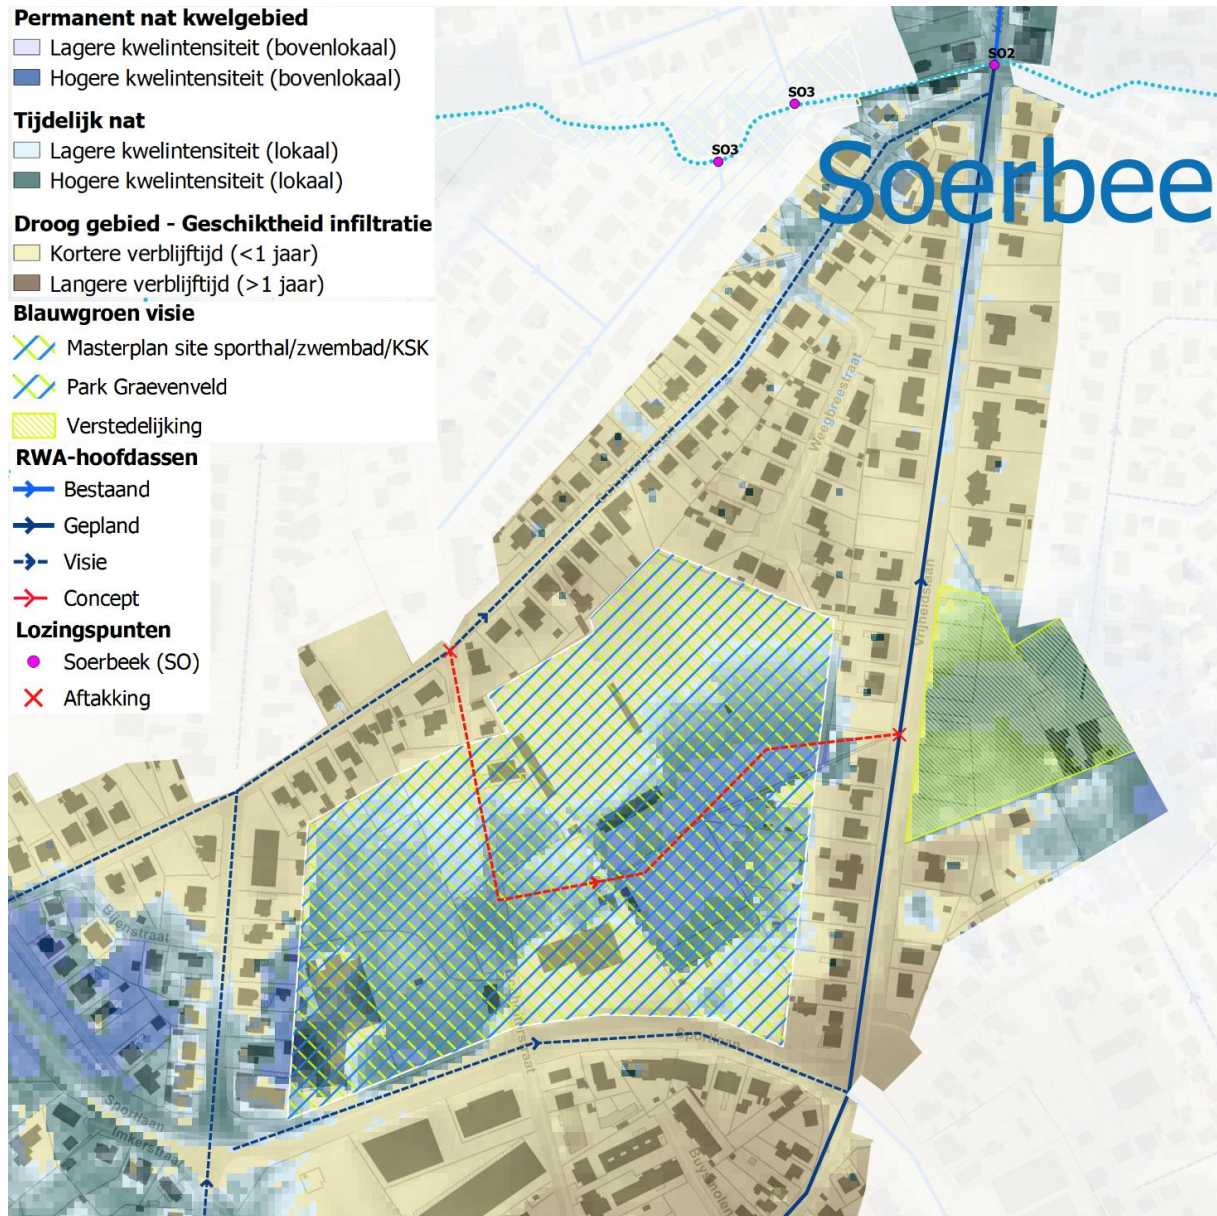 Permanent nat kwelgebied
Lagere kwelintensiteit (bovenlokaal)
Hogere kwelintensiteit (bovenlokaal)
Tijdelijk nat
Lagere kwelintensiteit (lokaal)
Hogere kwelintensiteit (lokaal)
Droog gebied - Geschiktheid infiltratie
Kortere verblijftijd (<1 jaar)
Langere verblijftijd (>1 jaar)
Blauwgroen visie
Masterplan site sporthal/zwembad/KSK
Park Graevenveld
Verstedelijking
RWA-hoofdassen
Bestaand
Gepland
Visie
Concept
Lozingspunten
Soerbeek (SO)
Aftakking
SO2
SO3
SO3
Soerbee
Weegbreestraat
Vrijheidslaan
Bijenstraat
Sportlaan
Sportlaan
Imkerstraat